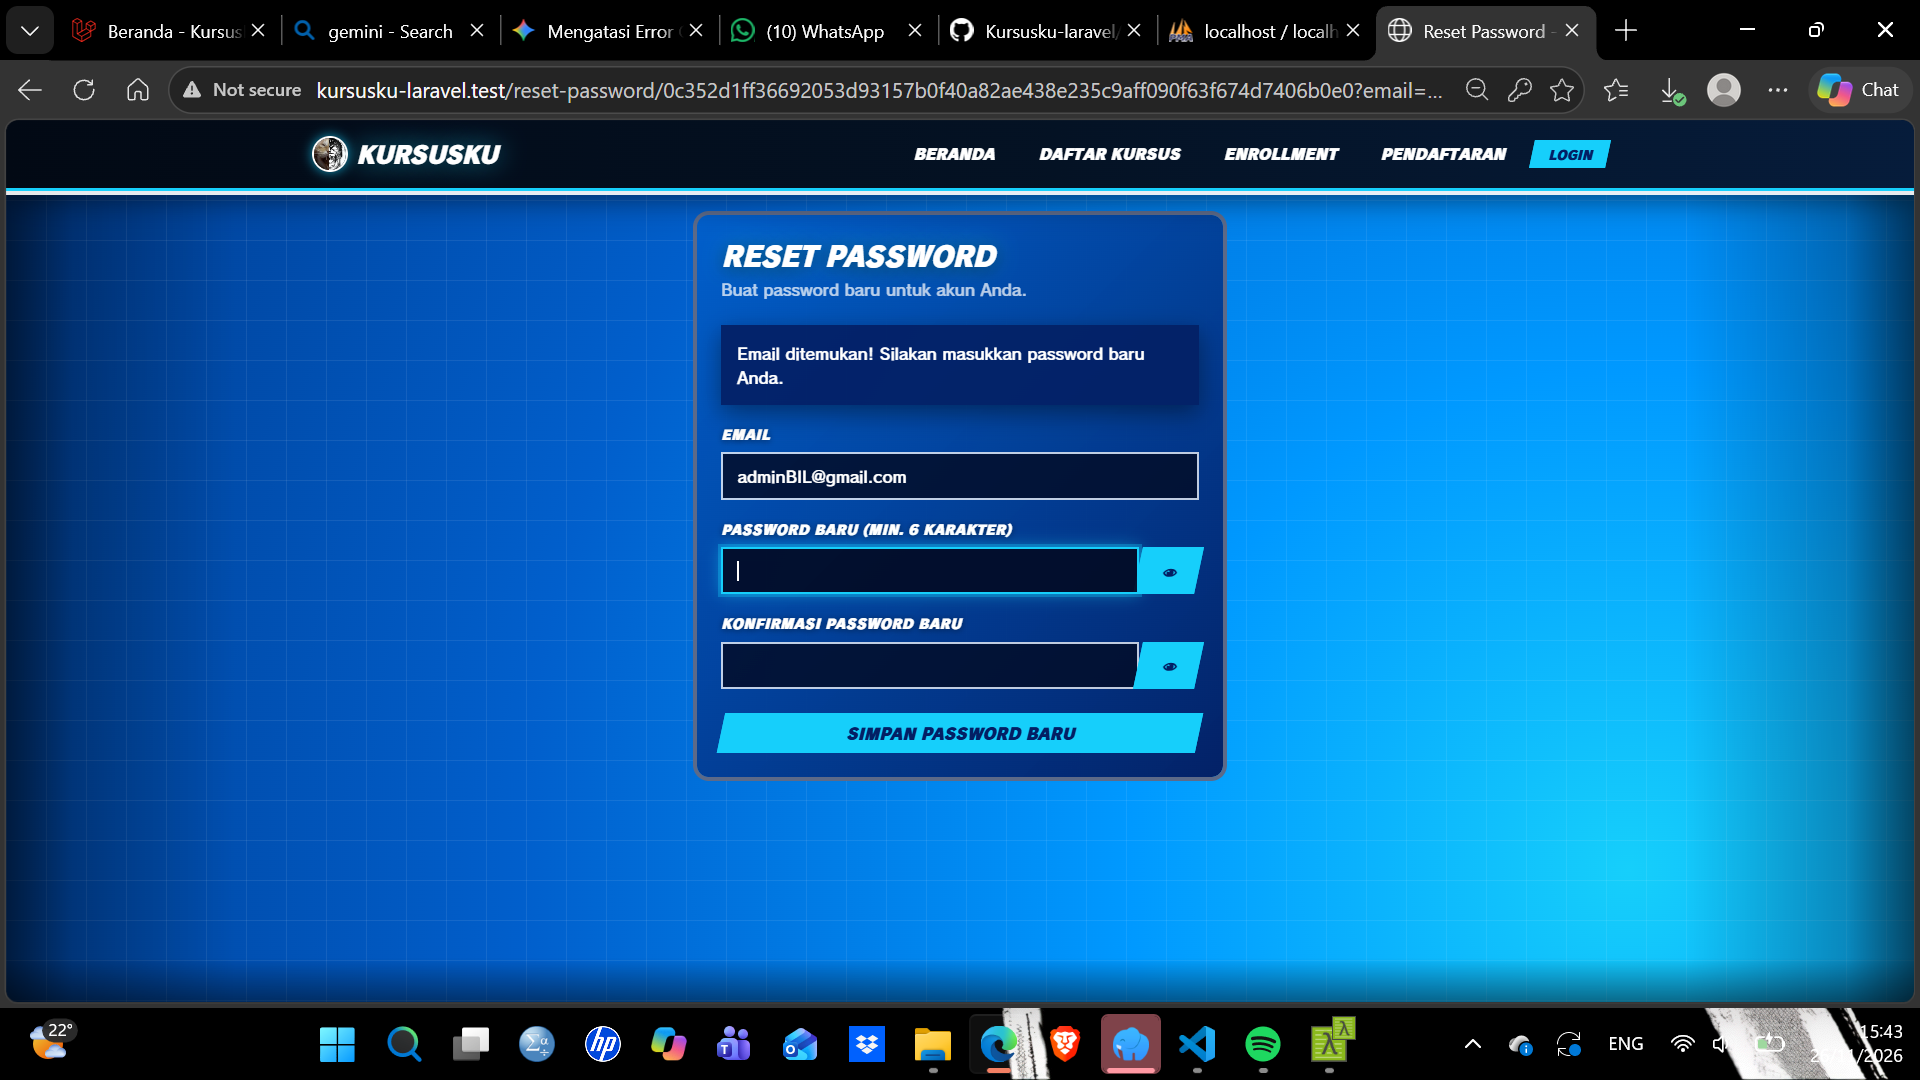 Beranda - Kursus
gemini - Search
Mengatasi Error
(10) WhatsApp
Kursusku-laravel/
localhost / localh
Reset Password -
Not secure
kursusku-laravel.test/reset-password/0c352d1ff36692053d93157b0f40a82ae438e235c9aff090f63f674d7406b0e0?email=...
Chat
KURSUSKU
BERANDA
DAFTAR KURSUS
ENROLLMENT
PENDAFTARAN
LOGIN
RESET PASSWORD
Buat password baru untuk akun Anda.
Email ditemukan! Silakan masukkan password baru
Anda.
EMAIL
adminBIL@gmail.com
PASSWORD BARU (MIN. 6 KARAKTER)
KONFIRMASI PASSWORD BARU
SIMPAN PASSWORD BARU
22°
ENG
15:43